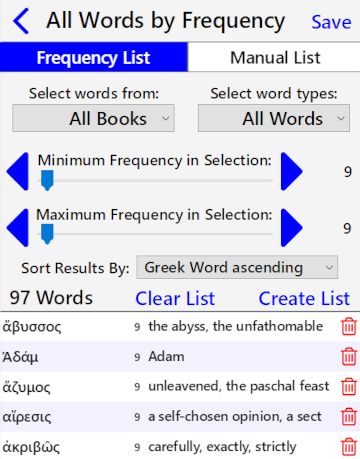 All Words by Frequency Save
Frequency List Manual List
Select words from: Select word types:
All Books All Words
Minimum Frequency in Selection:
9
Maximum Frequency in Selection:
9
Sort Results By: Greek Word ascending
97 Words Clear List Create List
ἄβυσσος 9 the abyss, the unfathomable
Ἀδάμ 9 Adam
ἄζυμος 9 unleavened, the paschal feast
αἵρεσις 9 a self-chosen opinion, a sect
ἀκριβῶς 9 carefully, exactly, strictly